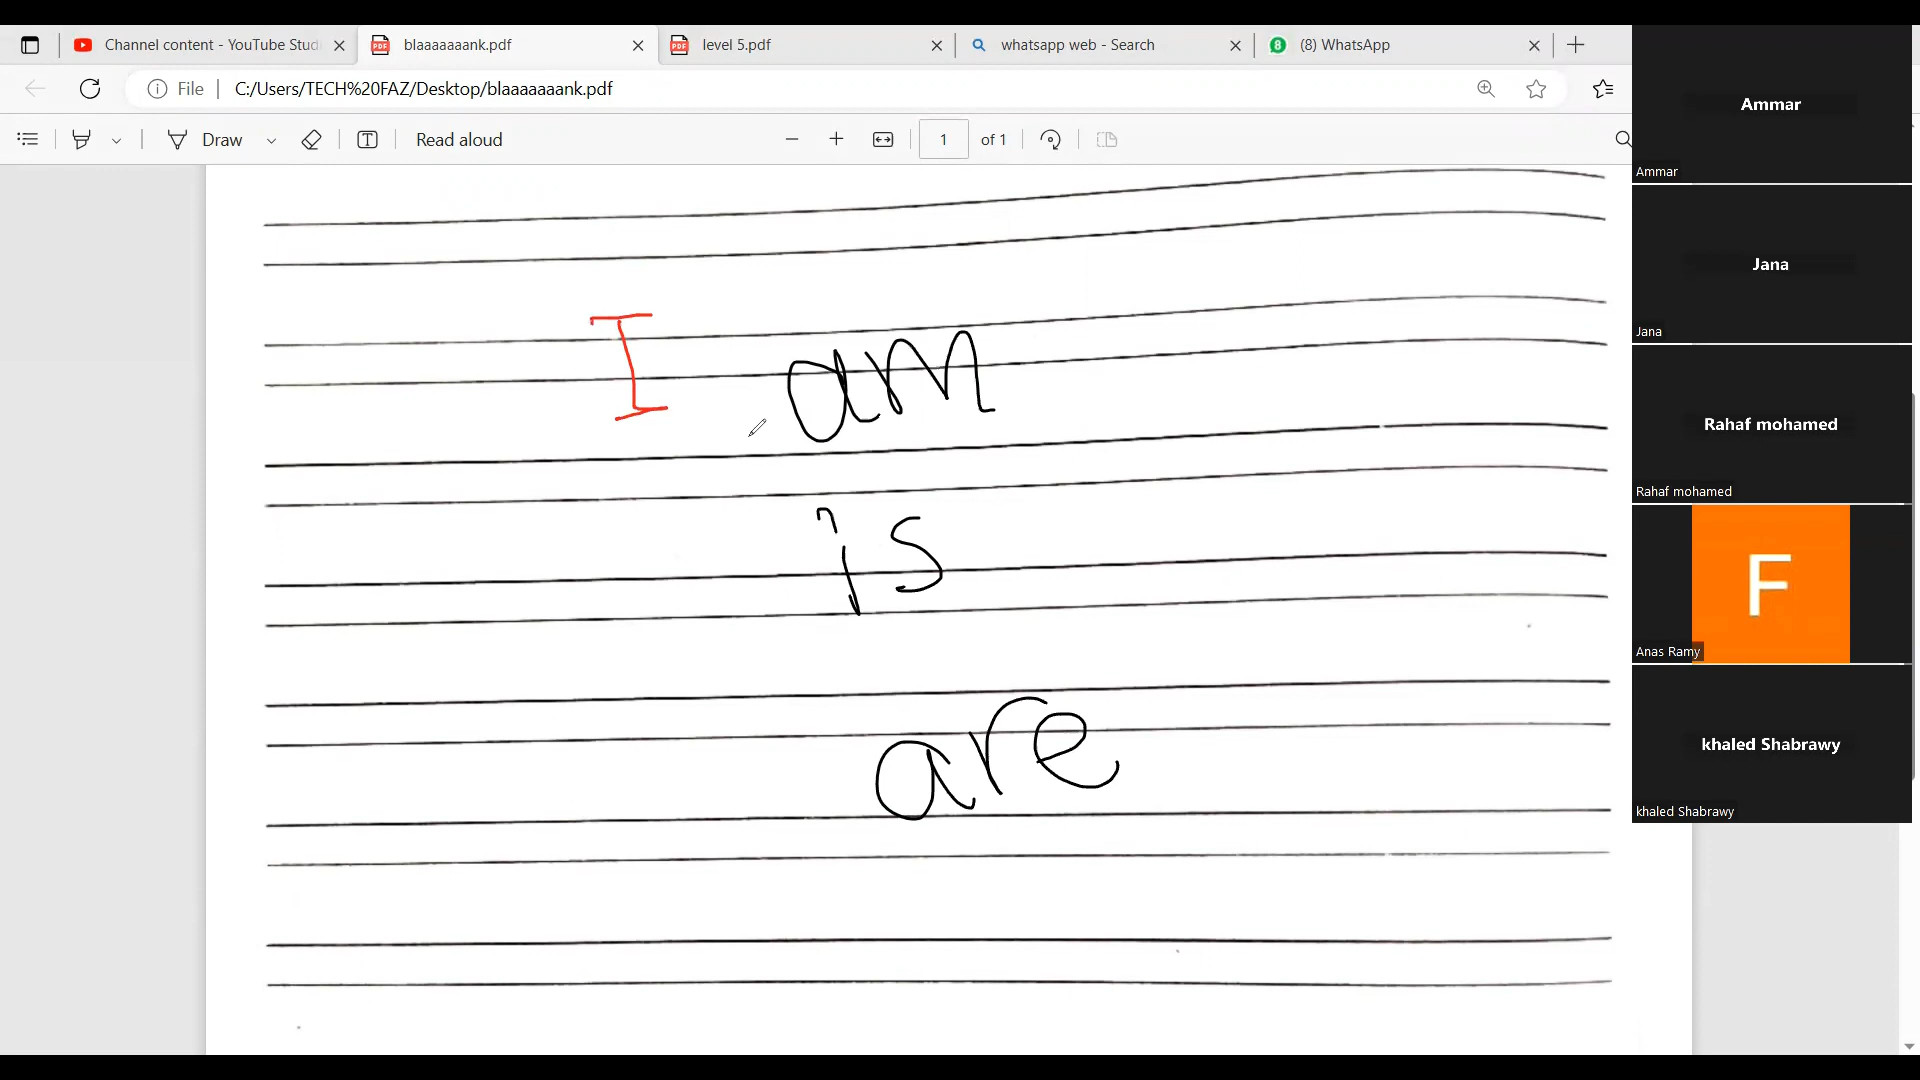 Channel content - YouTube Stud
blaaaaaaank.pdf
level 5.pdf
whatsapp web - Search
(8) WhatsApp
File
C:/Users/TECH%20FAZ/Desktop/blaaaaaaank.pdf
Draw
Read aloud
1 of 1
I am
is
are
Ammar
Ammar
Jana
Jana
Rahaf mohamed
Rahaf mohamed
F
Anas Ramy
khaled Shabrawy
khaled Shabrawy